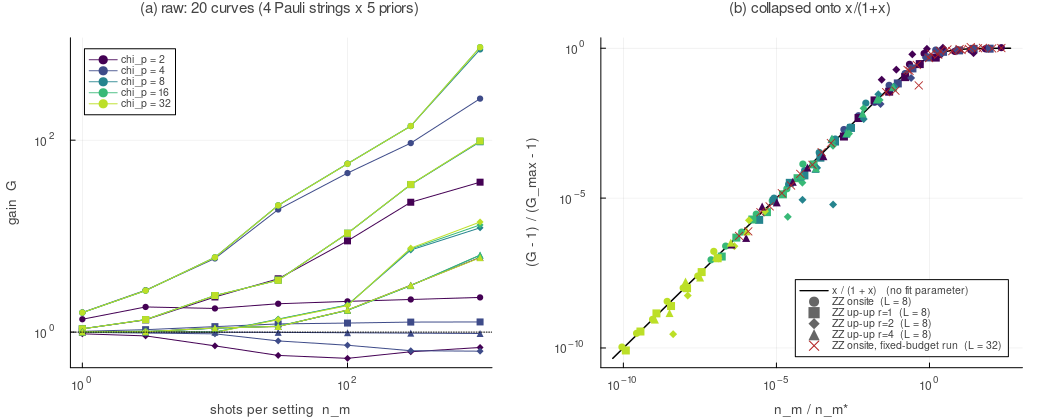 (a) raw: 20 curves (4 Pauli strings x 5 priors)
chi_p = 2
chi_p = 4
chi_p = 8
chi_p = 16
chi_p = 32
10^2
10^0
gain G
10^0
10^2
shots per setting n_m
(b) collapsed onto x/(1+x)
10^0
10^-5
10^-10
(G - 1) / (G_max - 1)
x / (1 + x) (no fit parameter)
ZZ onsite (L = 8)
ZZ up-up r=1 (L = 8)
ZZ up-up r=2 (L = 8)
ZZ up-up r=4 (L = 8)
ZZ onsite, fixed-budget run (L = 32)
10^-10
10^-5
10^0
n_m / n_m*